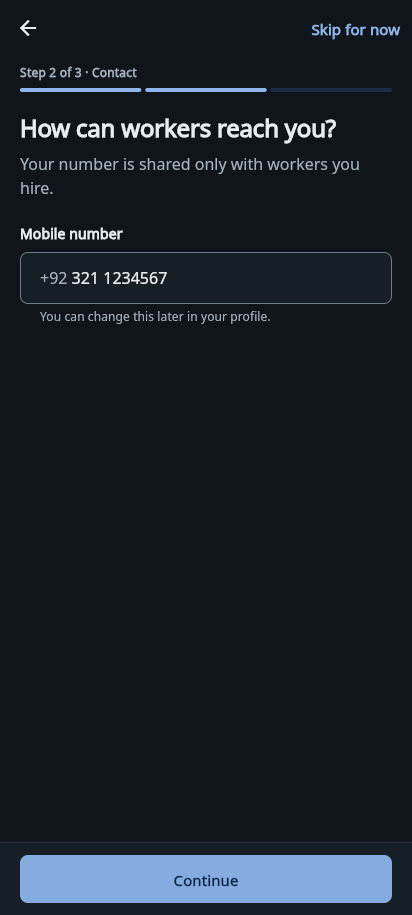 Skip for now
Step 2 of 3 · Contact
How can workers reach you?
Your number is shared only with workers you
hire.
Mobile number
+92 321 1234567
You can change this later in your profile.
Continue